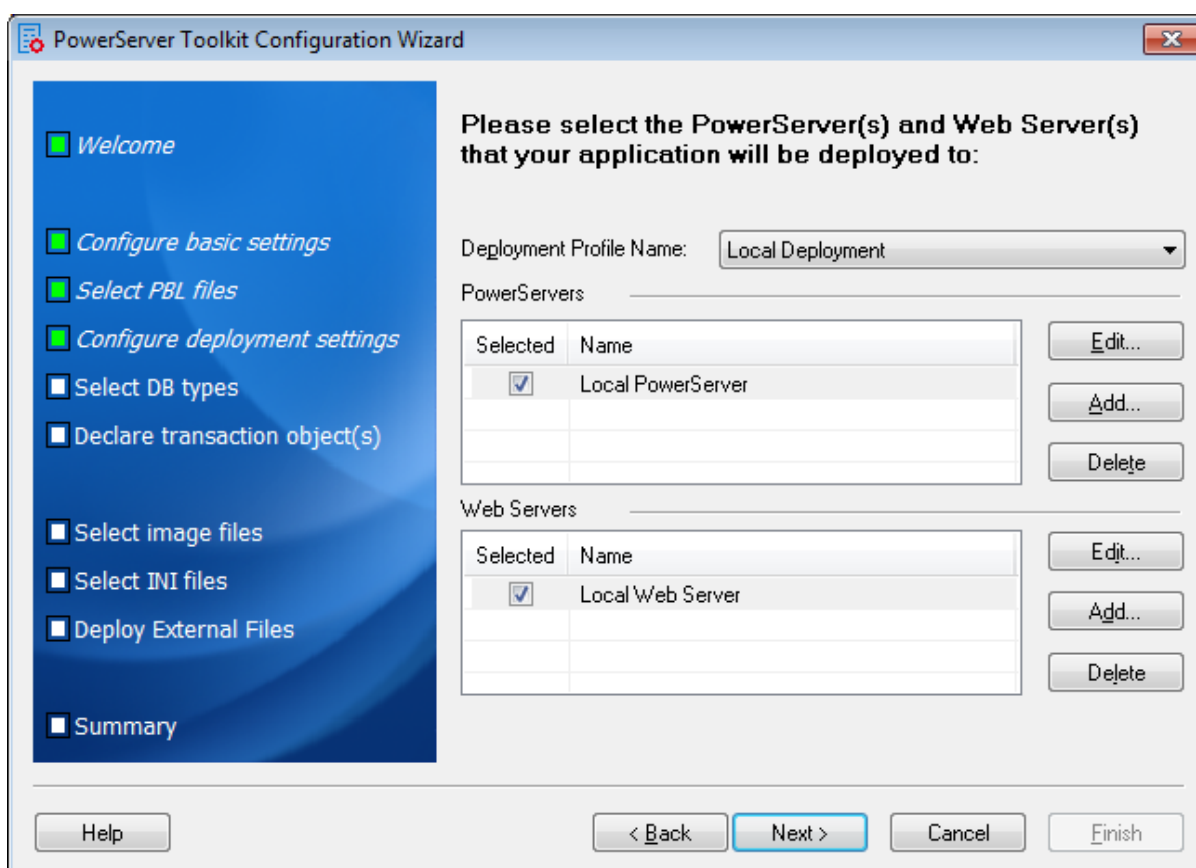 PowerServer Toolkit Configuration Wizard
Welcome
Configure basic settings
Select PBL files
Configure deployment settings
Select DB types
Declare transaction object(s)
Select image files
Select INI files
Deploy External Files
Summary
Please select the PowerServer(s) and Web Server(s)
that your application will be deployed to:
Deployment Profile Name: Local Deployment
PowerServers
Selected Name
Local PowerServer
Edit...
Add...
Delete
Web Servers
Selected Name
Local Web Server
Edit...
Add...
Delete
Help < Back Next > Cancel Finish